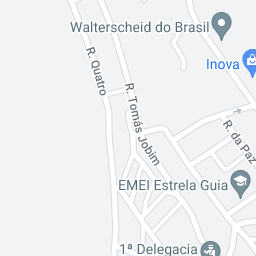 Walterscheid do Brasil
Inova
R. Quatro
R. Tomás Jobim
R. da Paz
EMEI Estrela Guia
1ª Delegacia